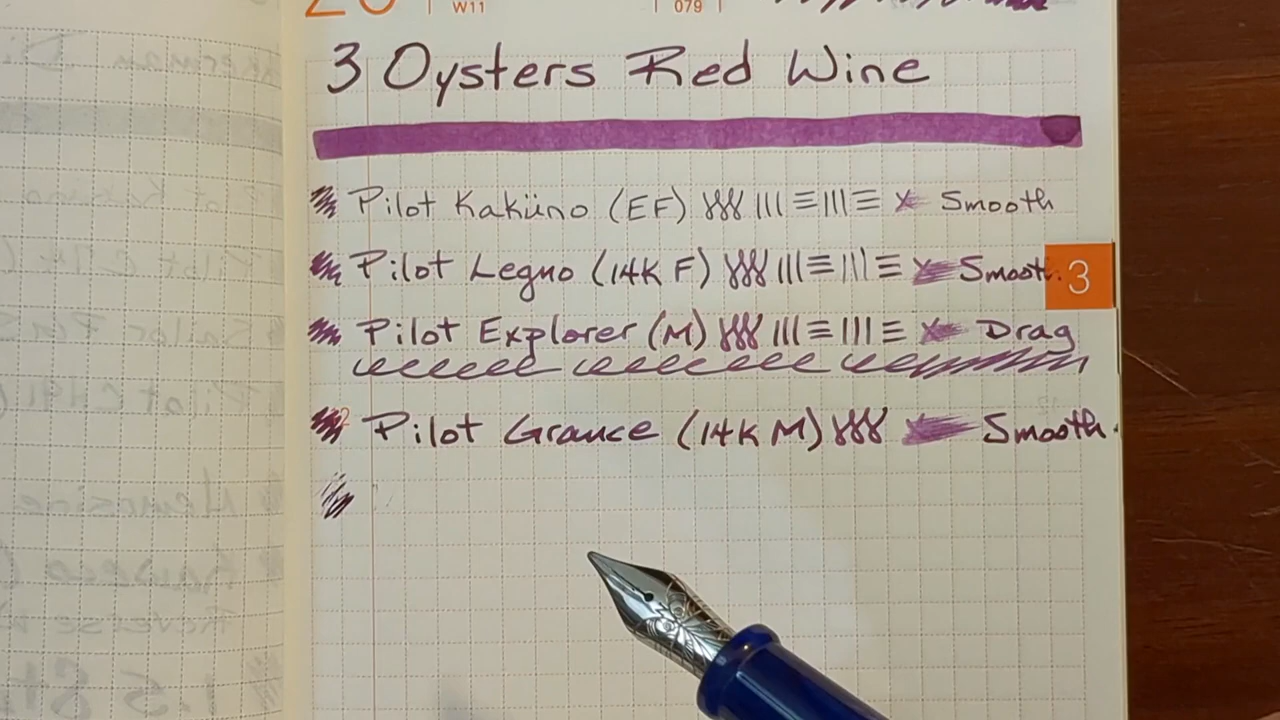 W11 079
3 Oysters Red Wine
Pilot Kaküno (EF) Smooth
Pilot Legno (14K F) Smooth
3
Pilot Explorer (M) Drag
Pilot Grance (14K M) Smooth.